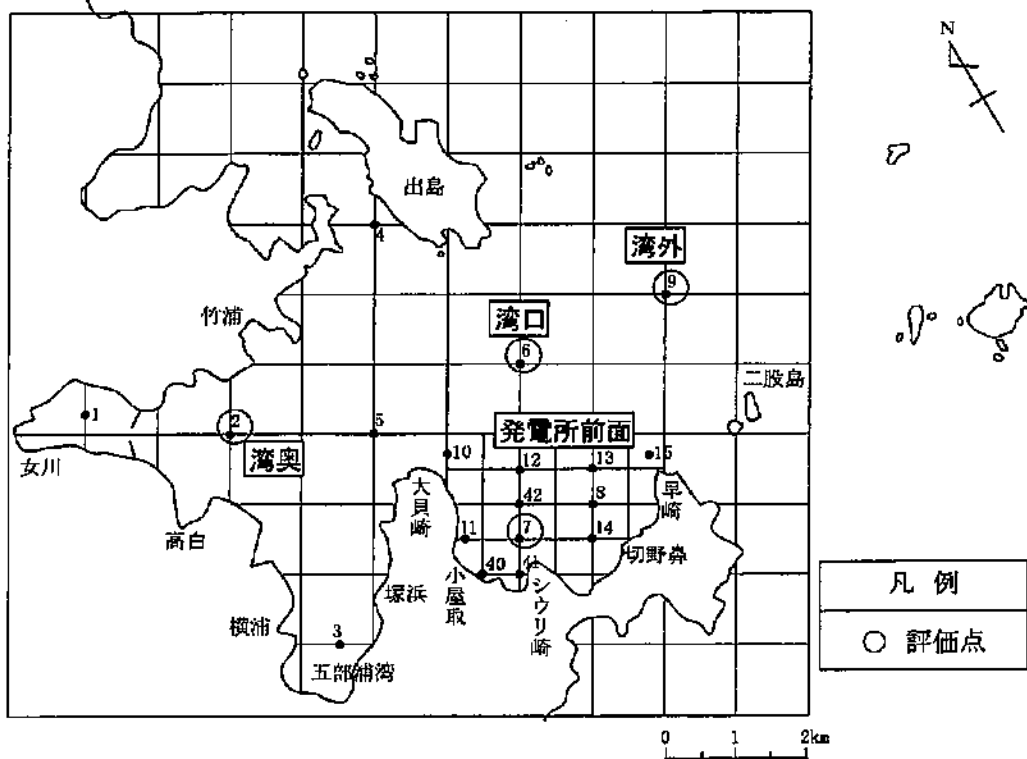 N
出島
4
湾外
9
竹浦
湾口
6
二股島
1
2
5
発電所前面
10
12
13
15
女川
湾奥
大貝崎
42
8
早崎
高白
11
7
14
切野鼻
40
41
小屋取
シウリ崎
塚浜
横浦
3
五部浦湾
凡例
○ 評価点
0 1 2km